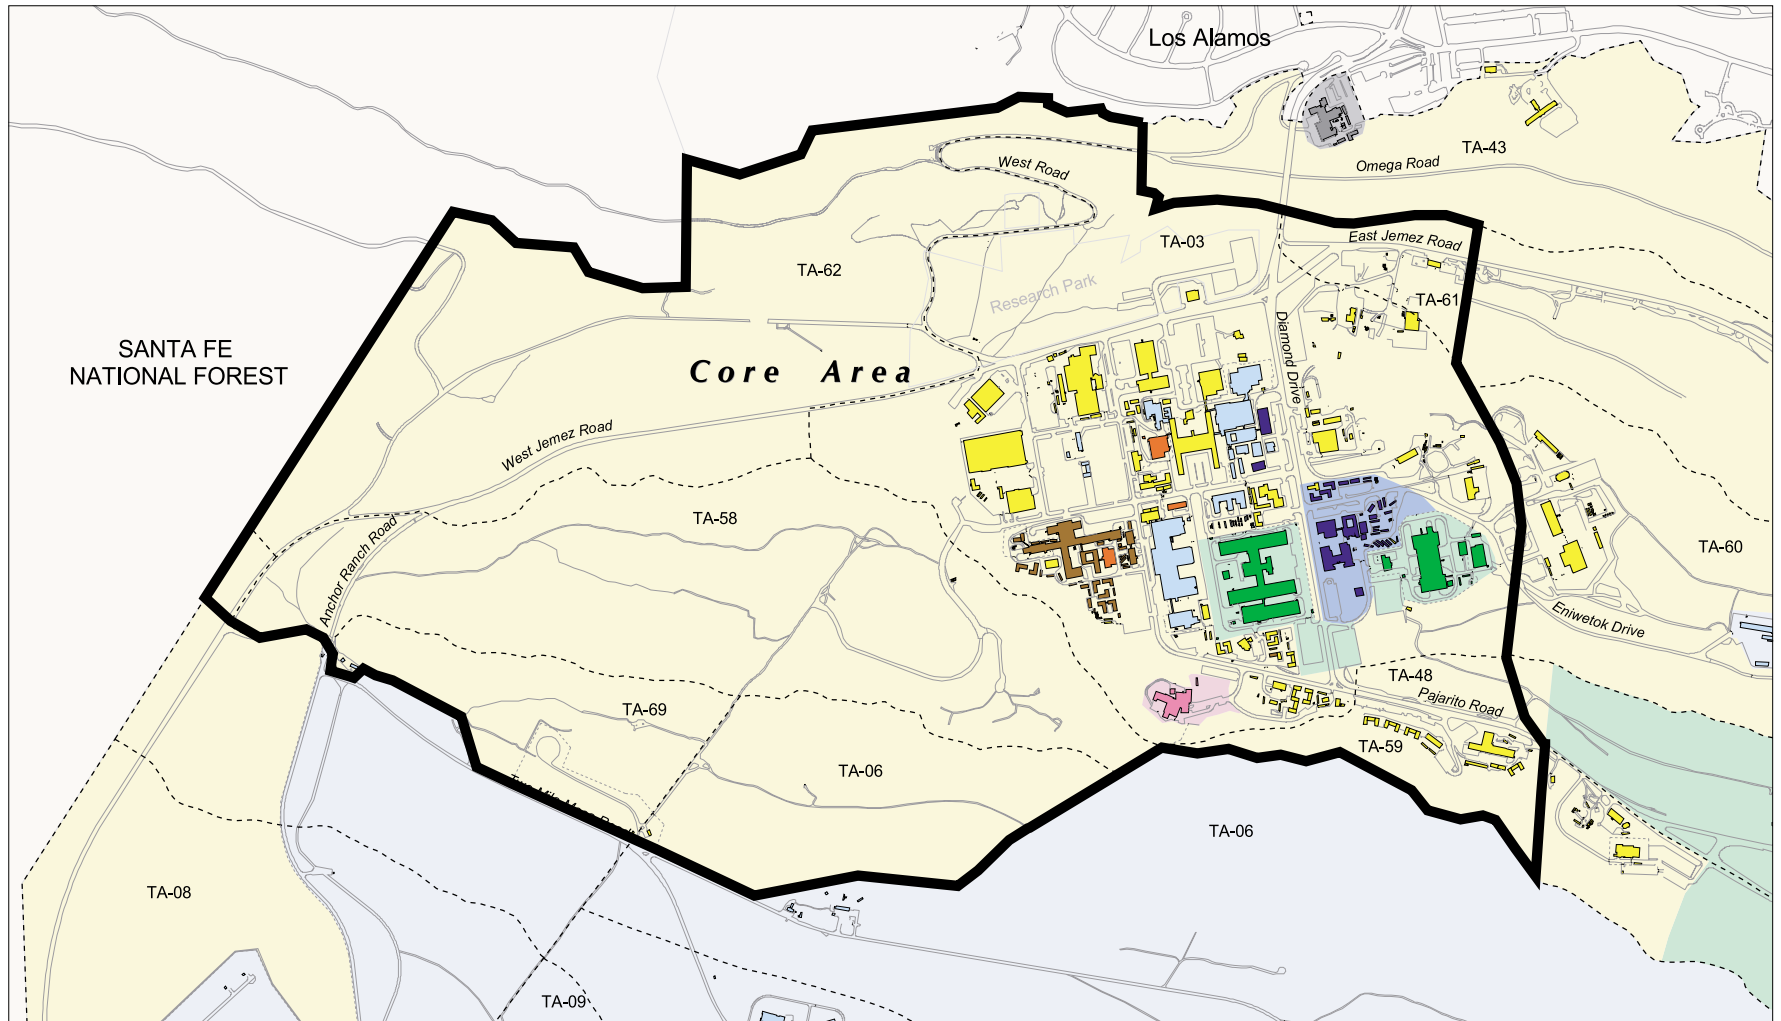 Los Alamos
TA-43
Omega Road
West Road
East Jemez Road
TA-03
TA-62
Research Park
TA-61
Diamond Drive
SANTA FE
NATIONAL FOREST
Core Area
West Jemez Road
TA-58
Anchor Ranch Road
TA-60
Eniwetok Drive
TA-48
Pajarito Road
TA-69
TA-59
TA-06
TA-06
TA-08
TA-09